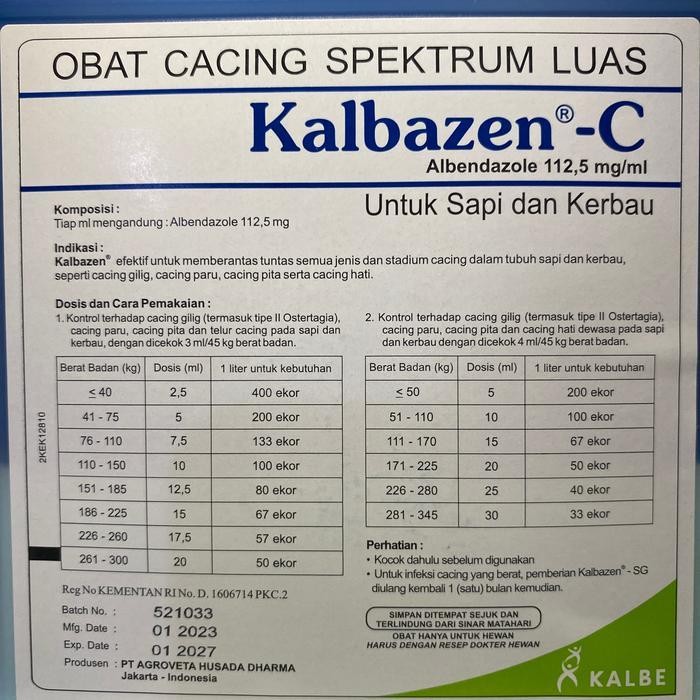 OBAT CACING SPEKTRUM LUAS
Kalbazen®-C
Albendazole 112,5 mg/ml
Untuk Sapi dan Kerbau
Komposisi :
Tiap ml mengandung : Albendazole 112,5 mg
Indikasi :
Kalbazen® efektif untuk memberantas tuntas semua jenis dan stadium cacing dalam tubuh sapi dan kerbau,
seperti cacing gilig, cacing paru, cacing pita serta cacing hati.
Dosis dan Cara Pemakaian :
1. Kontrol terhadap cacing gilig (termasuk tipe II Ostertagia),
cacing paru, cacing pita dan telur cacing pada sapi dan
kerbau, dengan dicekok 3 ml/45 kg berat badan.
Berat Badan (kg) Dosis (ml) 1 liter untuk kebutuhan
≤ 40 2,5 400 ekor
41 - 75 5 200 ekor
76 - 110 7,5 133 ekor
110 - 150 10 100 ekor
151 - 185 12,5 80 ekor
186 - 225 15 67 ekor
226 - 260 17,5 57 ekor
261 - 300 20 50 ekor
2. Kontrol terhadap cacing gilig (termasuk tipe II Ostertagia),
cacing paru, cacing pita dan cacing hati dewasa pada sapi
dan kerbau dengan dicekok 4 ml/45 kg berat badan.
Berat Badan (kg) Dosis (ml) 1 liter untuk kebutuhan
≤ 50 5 200 ekor
51 - 110 10 100 ekor
111 - 170 15 67 ekor
171 - 225 20 50 ekor
226 - 280 25 40 ekor
281 - 345 30 33 ekor
2KEK12810
Perhatian :
• Kocok dahulu sebelum digunakan
• Untuk infeksi cacing yang berat, pemberian Kalbazen® - SG
diulang kembali 1 (satu) bulan kemudian.
Reg No KEMENTAN RI No. D. 1606714 PKC.2
Batch No. : 521033
Mfg. Date : 01 2023
Exp. Date : 01 2027
Produsen : PT AGROVETA HUSADA DHARMA
Jakarta - Indonesia
SIMPAN DITEMPAT SEJUK DAN
TERLINDUNG DARI SINAR MATAHARI
OBAT HANYA UNTUK HEWAN
HARUS DENGAN RESEP DOKTER HEWAN
KALBE